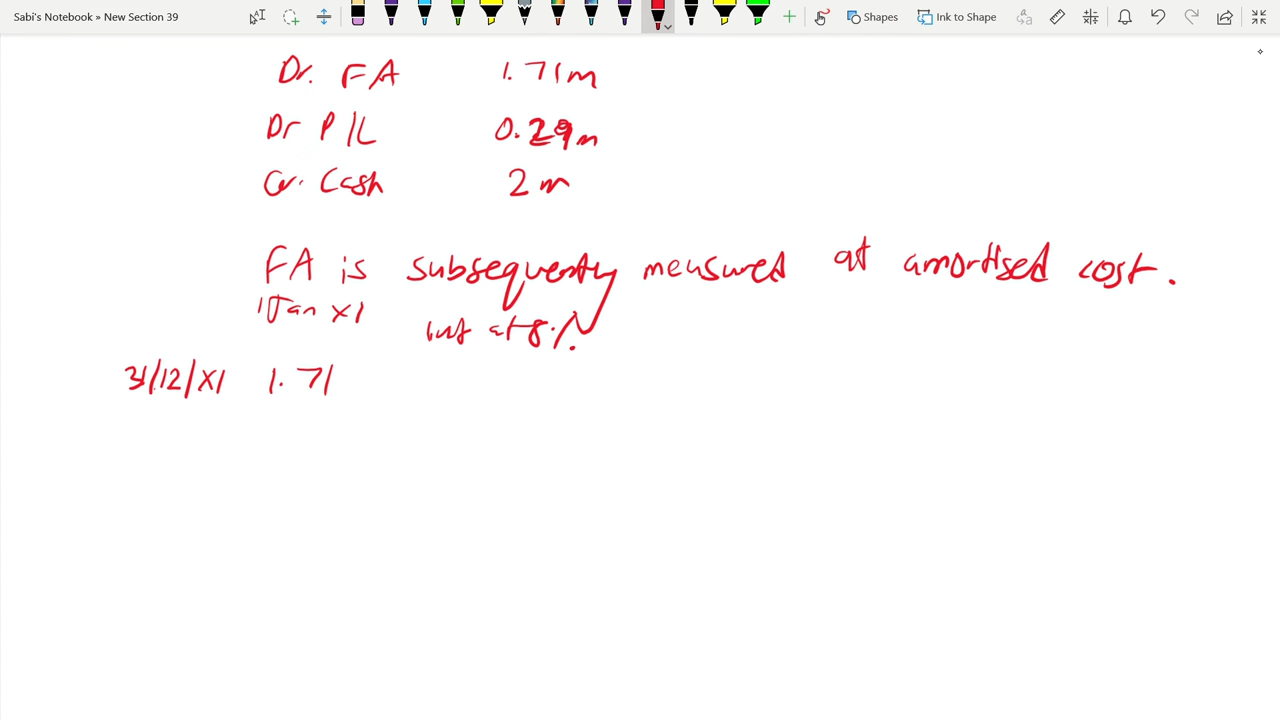 Sabi's Notebook » New Section 39
Shapes
Ink to Shape
Dr. FA 1.71m
Dr P/L 0.29m
Cr. Cash 2m
FA is subsequently measured at amortised cost.
1 Jan X1 int at 8%
31/12/X1 1.71